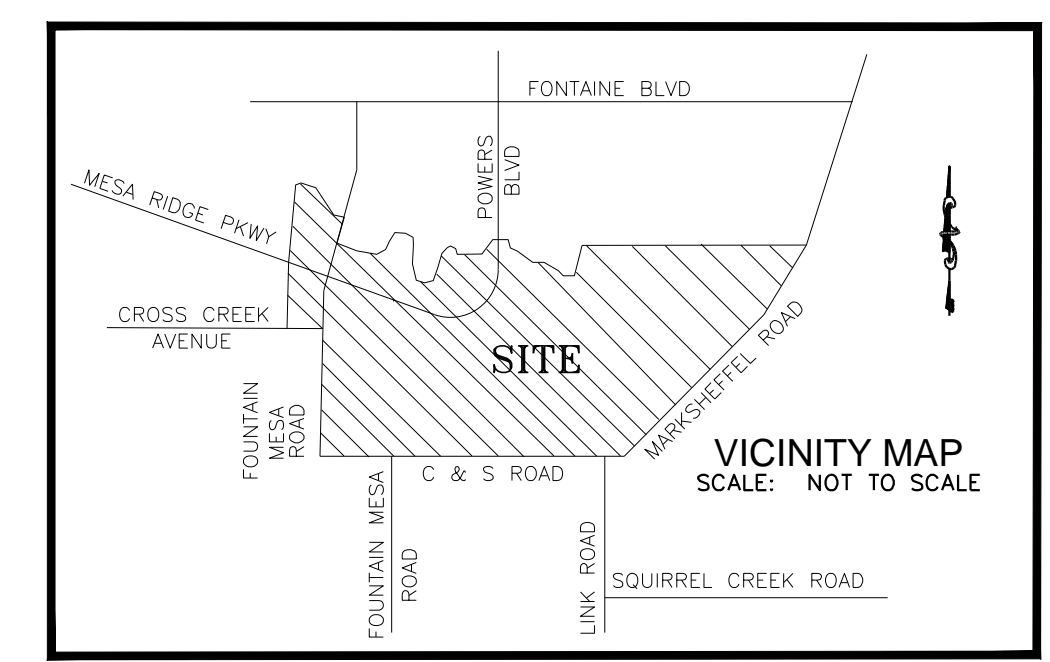 FONTAINE BLVD
POWERS
BLVD
MESA RIDGE PKWY
CROSS CREEK
AVENUE
SITE
MARKSHEFFEL ROAD
FOUNTAIN
MESA
ROAD
VICINITY MAP
SCALE: NOT TO SCALE
C & S ROAD
FOUNTAIN MESA
ROAD
LINK ROAD
SQUIRREL CREEK ROAD